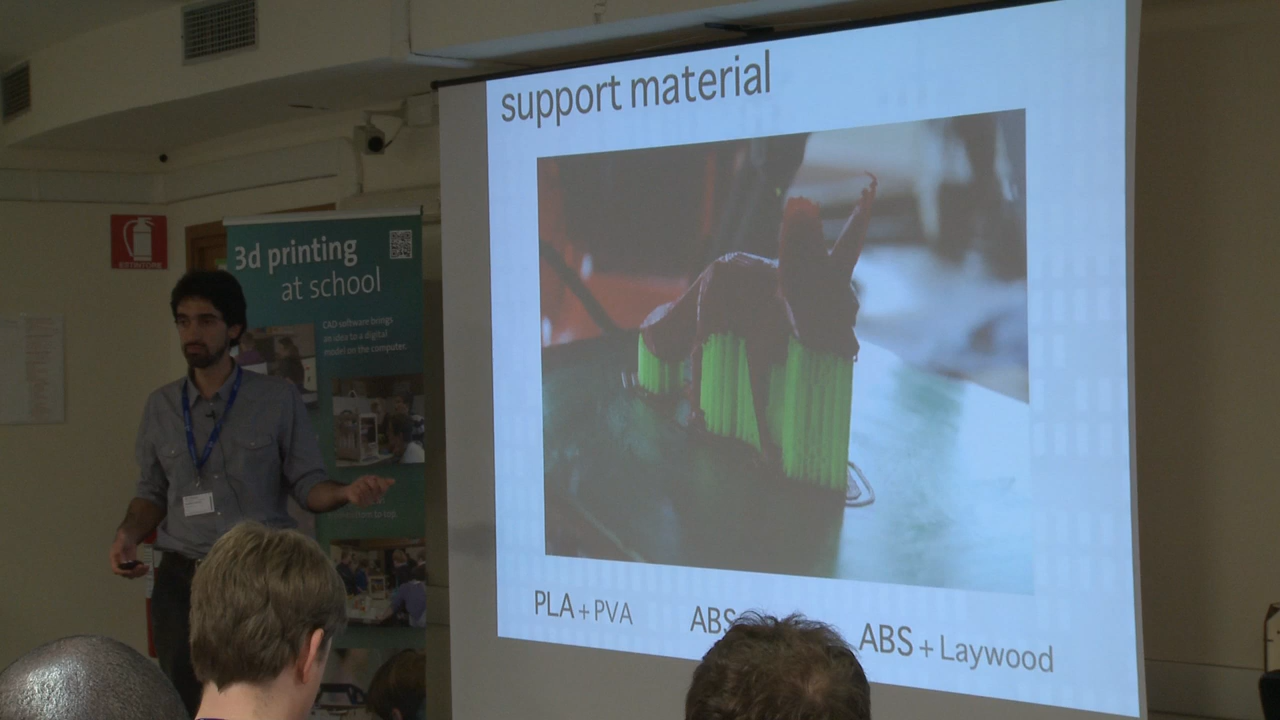 support material
3d printing
at school
CAD software brings
an idea to a digital
model on the computer.
ESTINTORE
PLA + PVA
ABS
ABS + Laywood